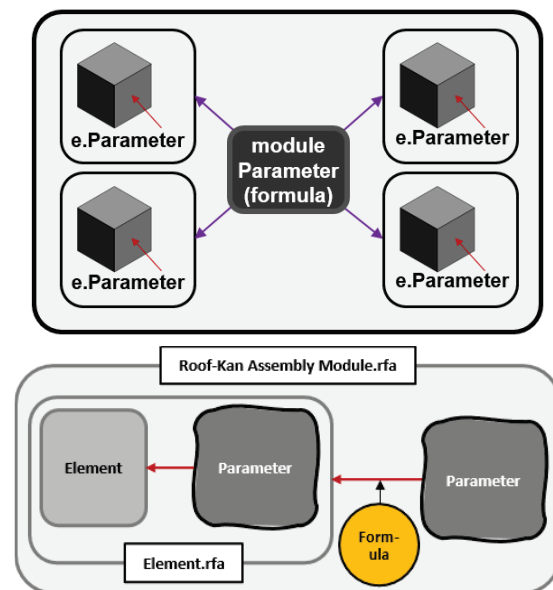 e.Parameter
e.Parameter
module
Parameter
(formula)
e.Parameter
e.Parameter
Roof-Kan Assembly Module.rfa
Element
Parameter
Parameter
Form-
ula
Element.rfa